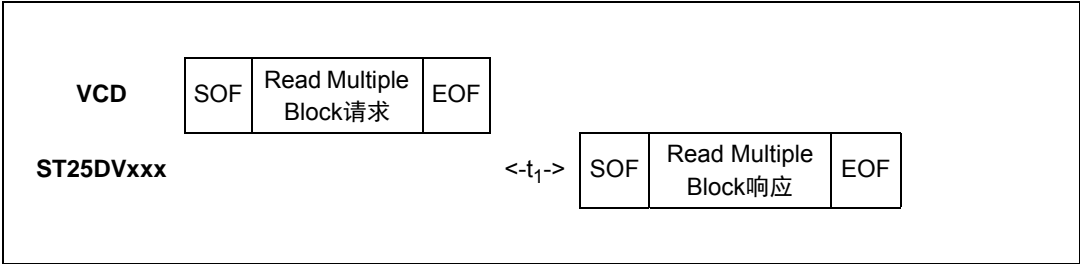 VCD SOF Read Multiple EOF
Block请求
ST25DVxxx <-t₁-> SOF Read Multiple EOF
Block响应